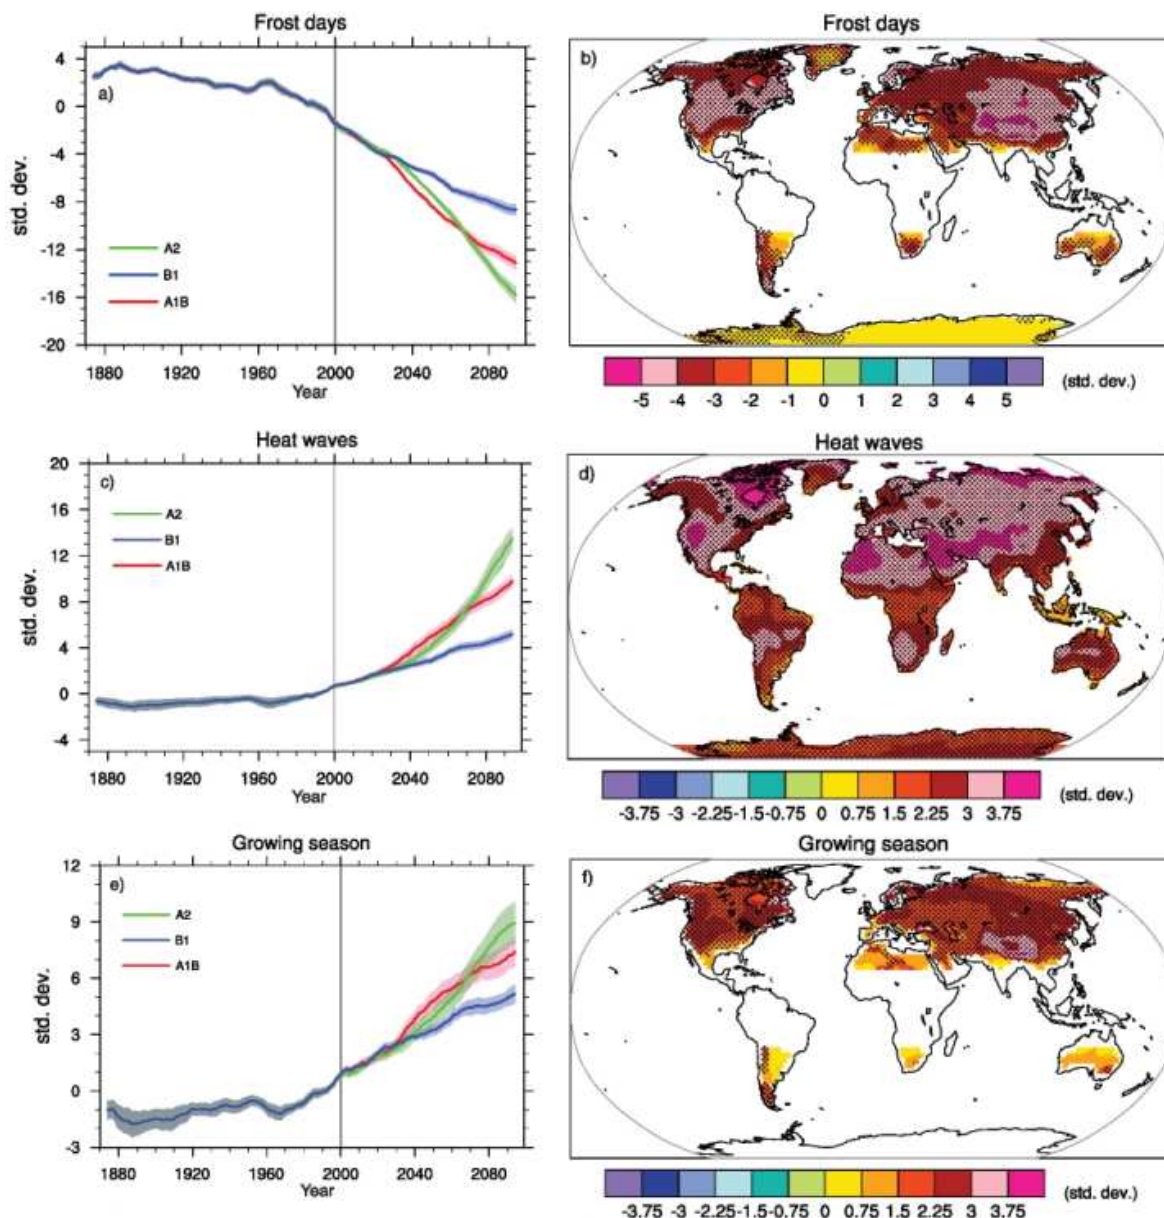 Frost days
4
0
-4
-8
-12
-16
-20
std. dev.
a)
A2
B1
A1B
1880 1920 1960 2000 2040 2080
Year
Frost days
b)
-5 -4 -3 -2 -1 0 1 2 3 4 5
(std. dev.)
Heat waves
20
16
12
8
4
0
-4
std. dev.
c)
A2
B1
A1B
1880 1920 1960 2000 2040 2080
Year
Heat waves
d)
-3.75 -3 -2.25 -1.5 -0.75 0 0.75 1.5 2.25 3 3.75
(std. dev.)
Growing season
12
9
6
3
0
-3
std. dev.
e)
A2
B1
A1B
1880 1920 1960 2000 2040 2080
Year
Growing season
f)
-3.75 -3 -2.25 -1.5 -0.75 0 0.75 1.5 2.25 3 3.75
(std. dev.)